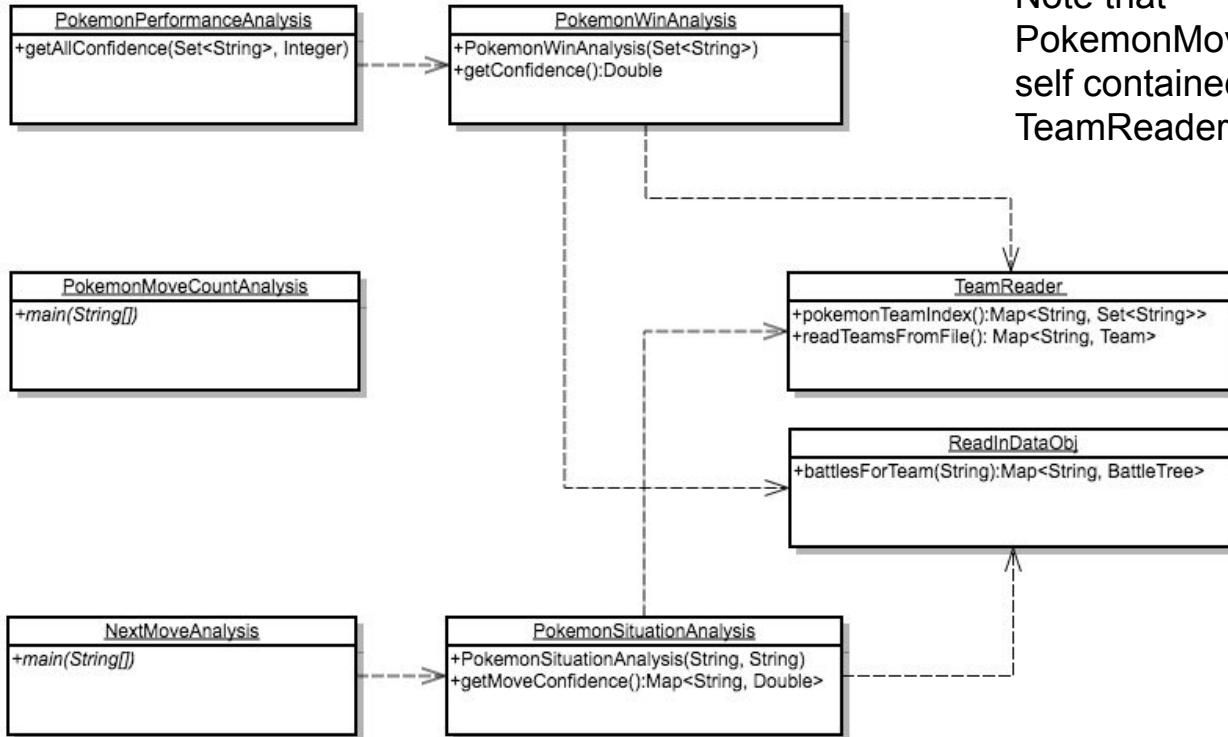 PokemonPerformanceAnalysis
+getAllConfidence(Set<String>, Integer)
PokemonWinAnalysis
+PokemonWinAnalysis(Set<String>)
+getConfidence():Double
Note that
self
TeamReader
PokemonMoveCountAnalysis
+main(String[])
TeamReader
+pokemonTeamIndex():Map<String, Set<String>>
+readTeamsFromFile(): Map<String, Team>
ReadInDataObj
+battlesForTeam(String):Map<String, BattleTree>
NextMoveAnalysis
+main(String[])
PokemonSituationAnalysis
+PokemonSituationAnalysis(String, String)
+getMoveConfidence():Map<String, Double>